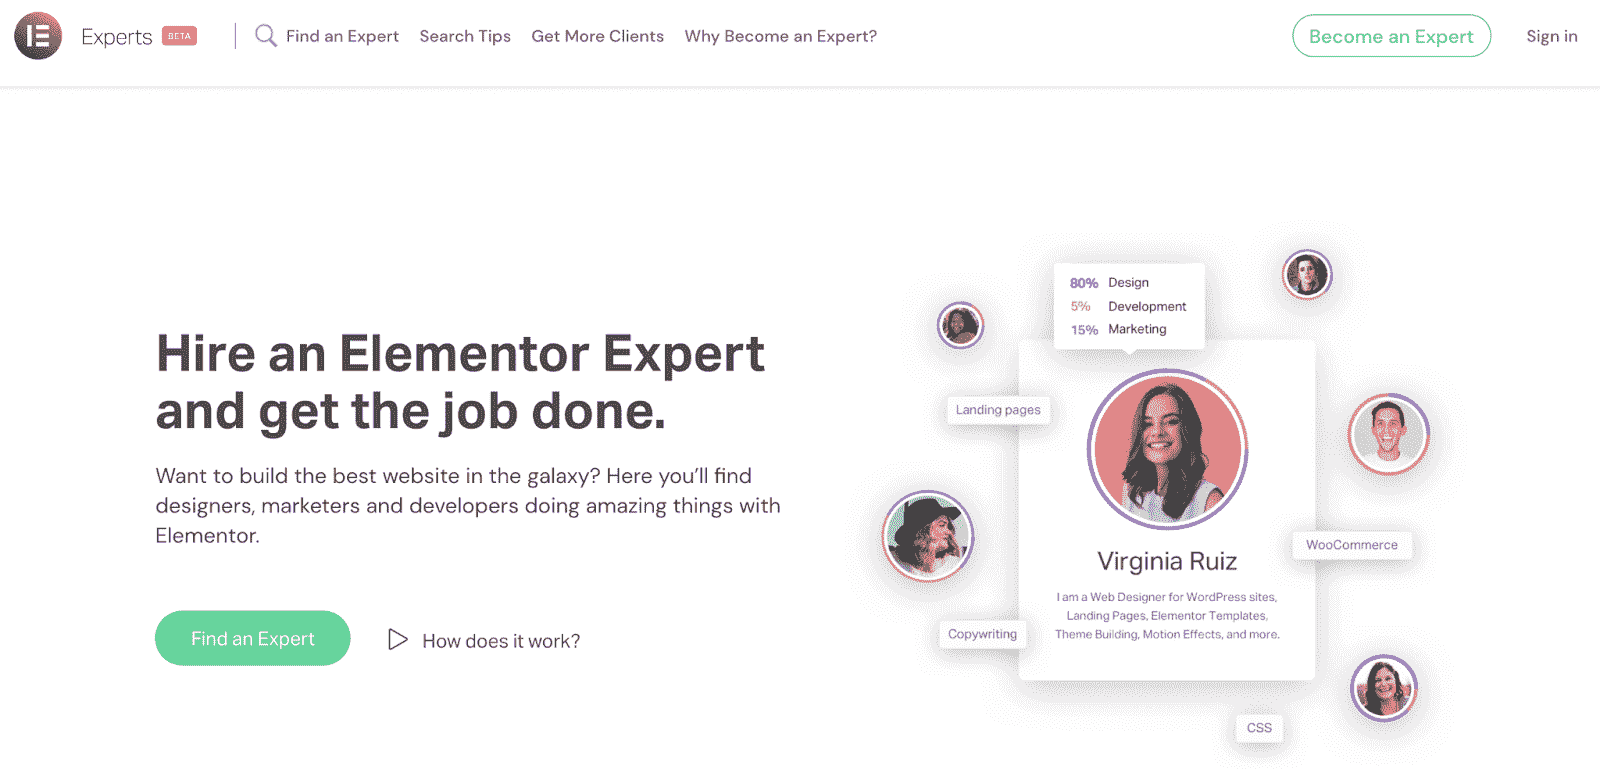 Experts BETA
Find an Expert
Search Tips
Get More Clients
Why Become an Expert?
Become an Expert
Sign in
Hire an Elementor Expert
and get the job done.
Want to build the best website in the galaxy? Here you’ll find
designers, marketers and developers doing amazing things with
Elementor.
Find an Expert
How does it work?
80% Design
5% Development
15% Marketing
Landing pages
Virginia Ruiz
I am a Web Designer for WordPress sites,
Landing Pages, Elementor Templates,
Theme Building, Motion Effects, and more.
WooCommerce
Copywriting
CSS